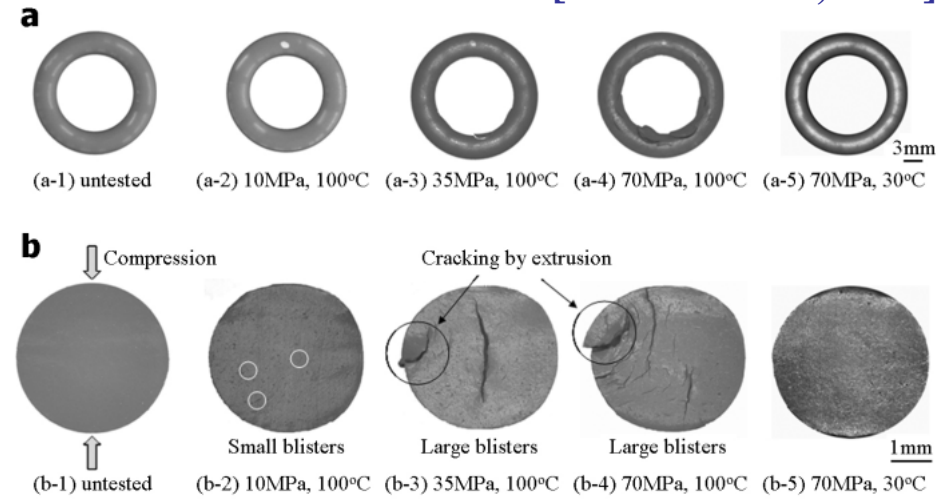 a
3mm
(a-1) untested (a-2) 10MPa, 100°C (a-3) 35MPa, 100°C (a-4) 70MPa, 100°C (a-5) 70MPa, 30°C
b
Compression
Cracking by extrusion
Small blisters Large blisters Large blisters
1mm
(b-1) untested (b-2) 10MPa, 100°C (b-3) 35MPa, 100°C (b-4) 70MPa, 100°C (b-5) 70MPa, 30°C